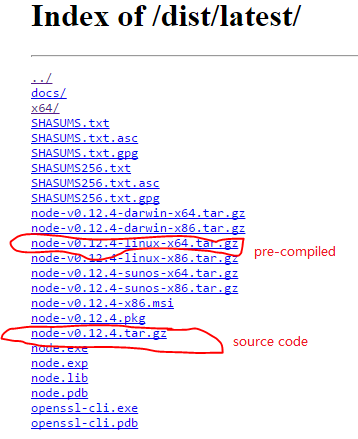 Index of /dist/latest/
../
docs/
x64/
SHASUMS.txt
SHASUMS.txt.asc
SHASUMS.txt.gpg
SHASUMS256.txt
SHASUMS256.txt.asc
SHASUMS256.txt.gpg
node-v0.12.4-darwin-x64.tar.gz
node-v0.12.4-darwin-x86.tar.gz
node-v0.12.4-linux-x64.tar.gz pre-compiled
node-v0.12.4-linux-x86.tar.gz
node-v0.12.4-sunos-x64.tar.gz
node-v0.12.4-sunos-x86.tar.gz
node-v0.12.4-x86.msi
node-v0.12.4.pkg
node-v0.12.4.tar.gz source code
node.exe
node.exp
node.lib
node.pdb
openssl-cli.exe
openssl-cli.pdb